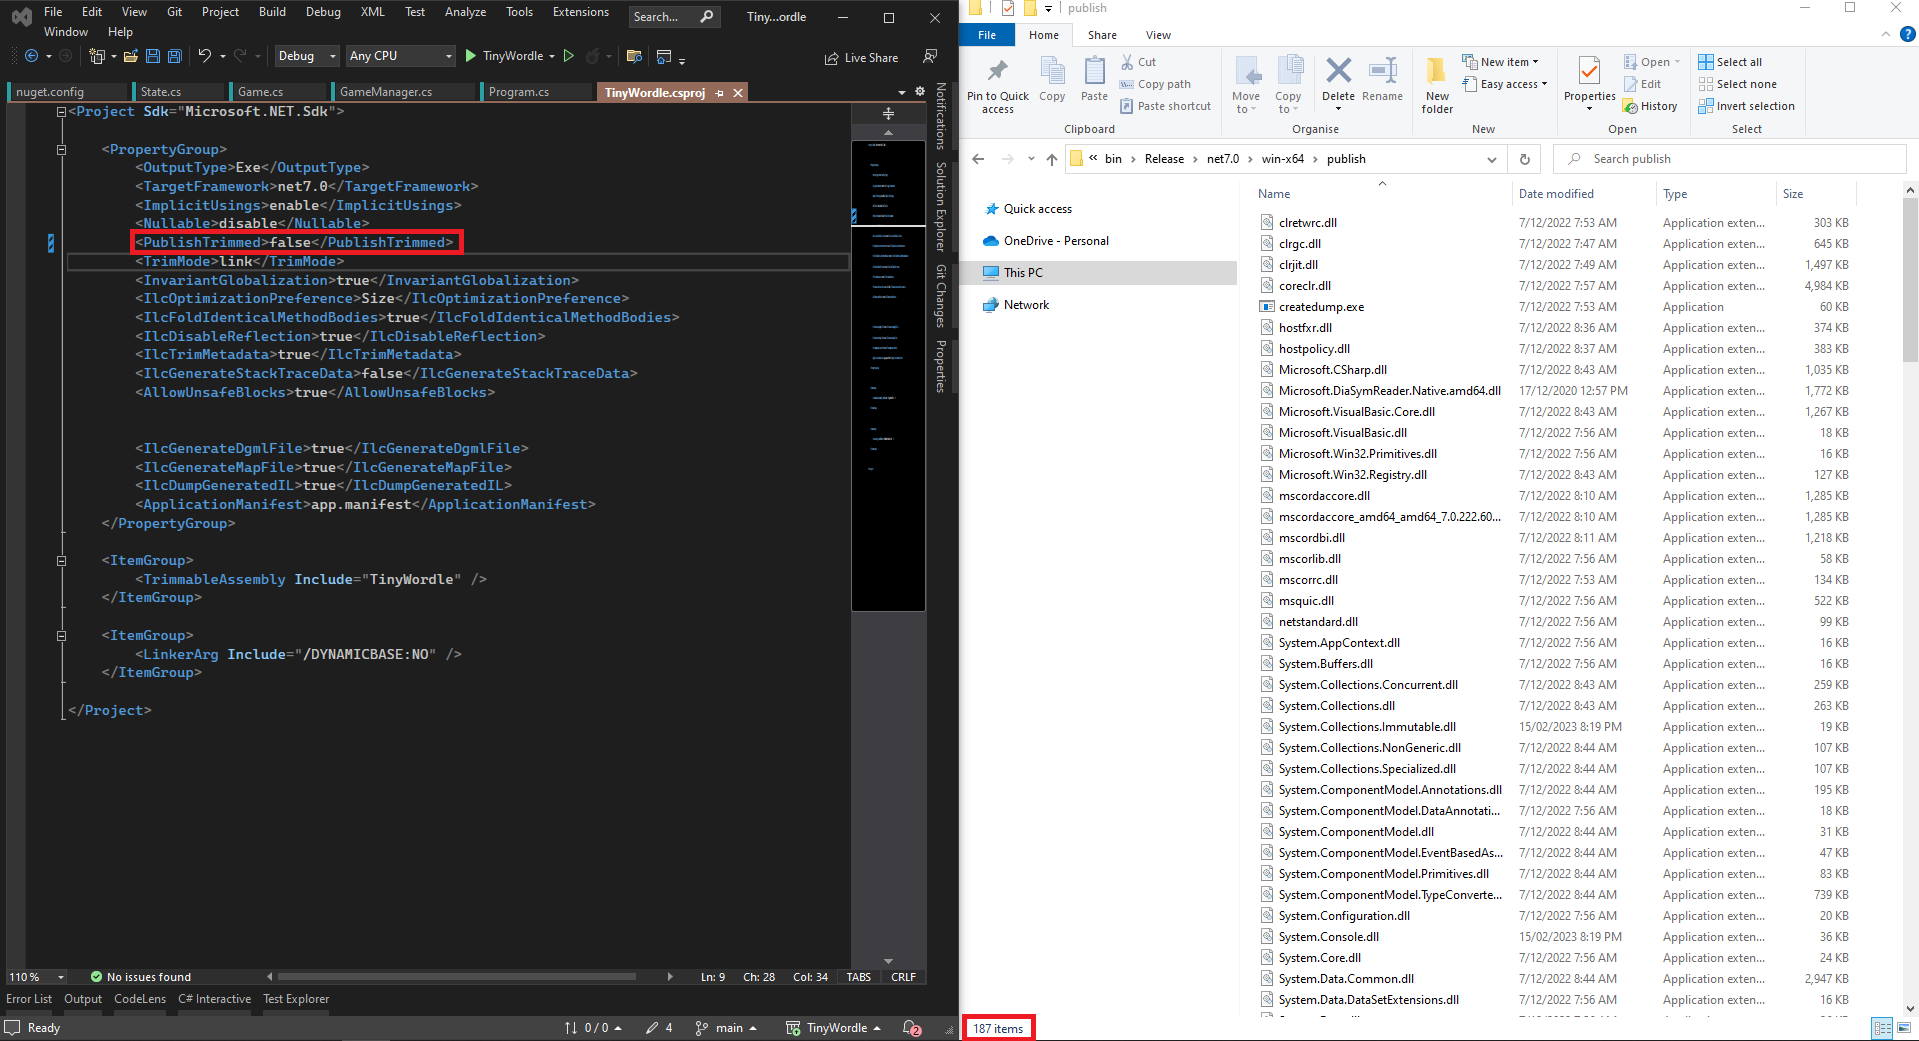 File Edit View Git Project Build Debug XML Test Analyze Tools Extensions Search... Tiny...ordle
Window Help
Debug Any CPU TinyWordle Live Share
nuget.config State.cs Game.cs GameManager.cs Program.cs TinyWordle.csproj
<Project Sdk="Microsoft.NET.Sdk">
<PropertyGroup>
<OutputType>Exe</OutputType>
<TargetFramework>net7.0</TargetFramework>
<ImplicitUsings>enable</ImplicitUsings>
<Nullable>disable</Nullable>
<PublishTrimmed>false</PublishTrimmed>
<TrimMode>link</TrimMode>
<InvariantGlobalization>true</InvariantGlobalization>
<IlcOptimizationPreference>Size</IlcOptimizationPreference>
<IlcFoldIdenticalMethodBodies>true</IlcFoldIdenticalMethodBodies>
<IlcDisableReflection>true</IlcDisableReflection>
<IlcTrimMetadata>true</IlcTrimMetadata>
<IlcGenerateStackTraceData>false</IlcGenerateStackTraceData>
<AllowUnsafeBlocks>true</AllowUnsafeBlocks>
<IlcGenerateDgmlFile>true</IlcGenerateDgmlFile>
<IlcGenerateMapFile>true</IlcGenerateMapFile>
<IlcDumpGeneratedIL>true</IlcDumpGeneratedIL>
<ApplicationManifest>app.manifest</ApplicationManifest>
</PropertyGroup>
<ItemGroup>
<TrimmableAssembly Include="TinyWordle" />
</ItemGroup>
<ItemGroup>
<LinkerArg Include="/DYNAMICBASE:NO" />
</ItemGroup>
</Project>
Notifications
Solution Explorer
Git Changes
Properties
110 % No issues found Ln: 9 Ch: 28 Col: 34 TABS CRLF
Error List Output CodeLens C# Interactive Test Explorer
Ready 0 / 0 4 main TinyWordle 2
publish
File Home Share View
Pin to Quick access
Copy
Paste
Cut
Copy path
Paste shortcut
Clipboard
Move to
Copy to
Delete
Rename
Organise
New folder
New item
Easy access
New
Properties
Open
Edit
History
Open
Select all
Select none
Invert selection
Select
« bin Release net7.0 win-x64 publish
Search publish
Quick access
OneDrive - Personal
This PC
Network
Name Date modified Type Size
clretwrc.dll 7/12/2022 7:53 AM Application exten... 303 KB
clrgc.dll 7/12/2022 7:47 AM Application exten... 645 KB
clrjit.dll 7/12/2022 7:49 AM Application exten... 1,497 KB
coreclr.dll 7/12/2022 7:57 AM Application exten... 4,984 KB
createdump.exe 7/12/2022 7:53 AM Application 60 KB
hostfxr.dll 7/12/2022 8:36 AM Application exten... 374 KB
hostpolicy.dll 7/12/2022 8:37 AM Application exten... 383 KB
Microsoft.CSharp.dll 7/12/2022 8:43 AM Application exten... 1,035 KB
Microsoft.DiaSymReader.Native.amd64.dll 17/12/2020 12:57 PM Application exten... 1,772 KB
Microsoft.VisualBasic.Core.dll 7/12/2022 8:43 AM Application exten... 1,267 KB
Microsoft.VisualBasic.dll 7/12/2022 7:56 AM Application exten... 18 KB
Microsoft.Win32.Primitives.dll 7/12/2022 7:56 AM Application exten... 16 KB
Microsoft.Win32.Registry.dll 7/12/2022 8:43 AM Application exten... 127 KB
mscordaccore.dll 7/12/2022 8:10 AM Application exten... 1,285 KB
mscordaccore_amd64_amd64_7.0.222.60... 7/12/2022 8:10 AM Application exten... 1,285 KB
mscordbi.dll 7/12/2022 8:11 AM Application exten... 1,218 KB
mscorlib.dll 7/12/2022 7:56 AM Application exten... 58 KB
mscorrc.dll 7/12/2022 7:53 AM Application exten... 134 KB
msquic.dll 7/12/2022 7:56 AM Application exten... 522 KB
netstandard.dll 7/12/2022 7:56 AM Application exten... 99 KB
System.AppContext.dll 7/12/2022 7:56 AM Application exten... 16 KB
System.Buffers.dll 7/12/2022 7:56 AM Application exten... 16 KB
System.Collections.Concurrent.dll 7/12/2022 8:43 AM Application exten... 259 KB
System.Collections.dll 7/12/2022 8:43 AM Application exten... 263 KB
System.Collections.Immutable.dll 15/02/2023 8:19 PM Application exten... 19 KB
System.Collections.NonGeneric.dll 7/12/2022 8:44 AM Application exten... 107 KB
System.Collections.Specialized.dll 7/12/2022 8:44 AM Application exten... 107 KB
System.ComponentModel.Annotations.dll 7/12/2022 8:44 AM Application exten... 195 KB
System.ComponentModel.DataAnnotati... 7/12/2022 7:56 AM Application exten... 18 KB
System.ComponentModel.dll 7/12/2022 8:44 AM Application exten... 31 KB
System.ComponentModel.EventBasedAs... 7/12/2022 8:44 AM Application exten... 47 KB
System.ComponentModel.Primitives.dll 7/12/2022 8:44 AM Application exten... 83 KB
System.ComponentModel.TypeConverte... 7/12/2022 8:44 AM Application exten... 739 KB
System.Configuration.dll 7/12/2022 7:56 AM Application exten... 20 KB
System.Console.dll 15/02/2023 8:19 PM Application exten... 36 KB
System.Core.dll 7/12/2022 7:56 AM Application exten... 24 KB
System.Data.Common.dll 7/12/2022 8:44 AM Application exten... 2,947 KB
System.Data.DataSetExtensions.dll 7/12/2022 7:56 AM Application exten... 16 KB
187 items